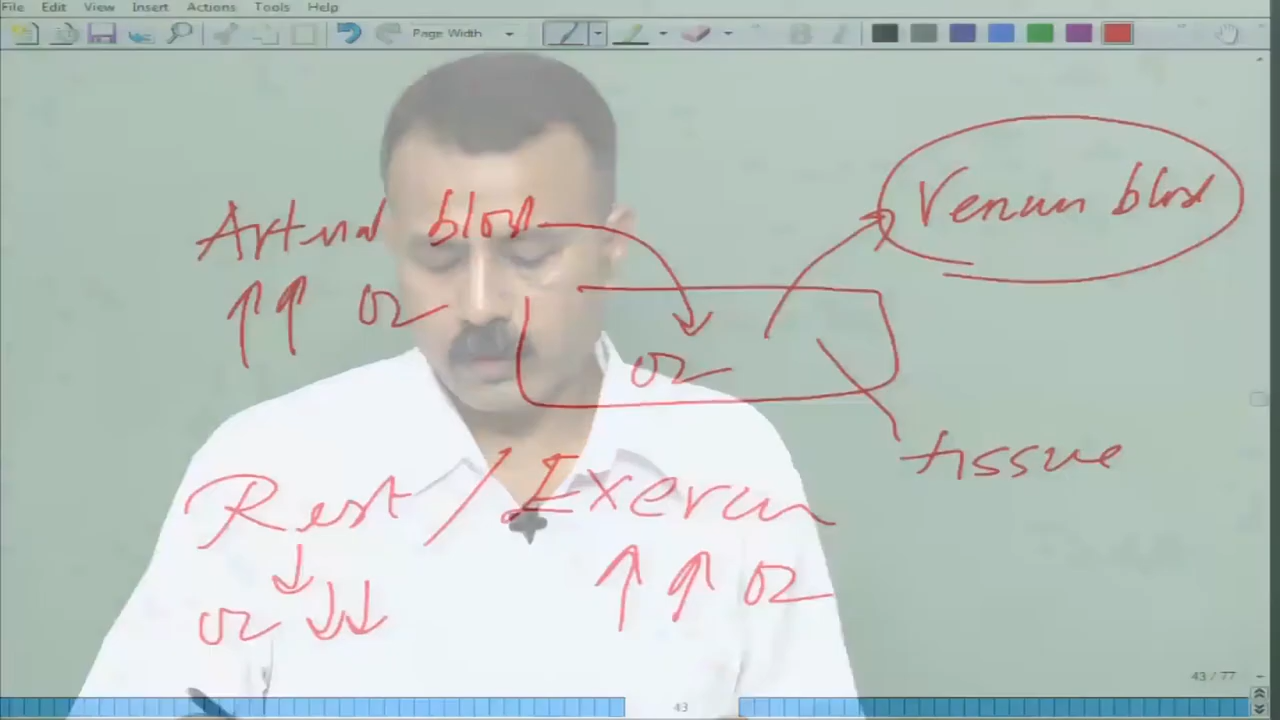 File Edit View Insert Actions Tools Help
Page Width
Arterial blood
Venum blood
↑↑ O2
O2
tissue
Rest / Exercise
↓
O2 ↓↓
↑↑ O2
43 / 77
43